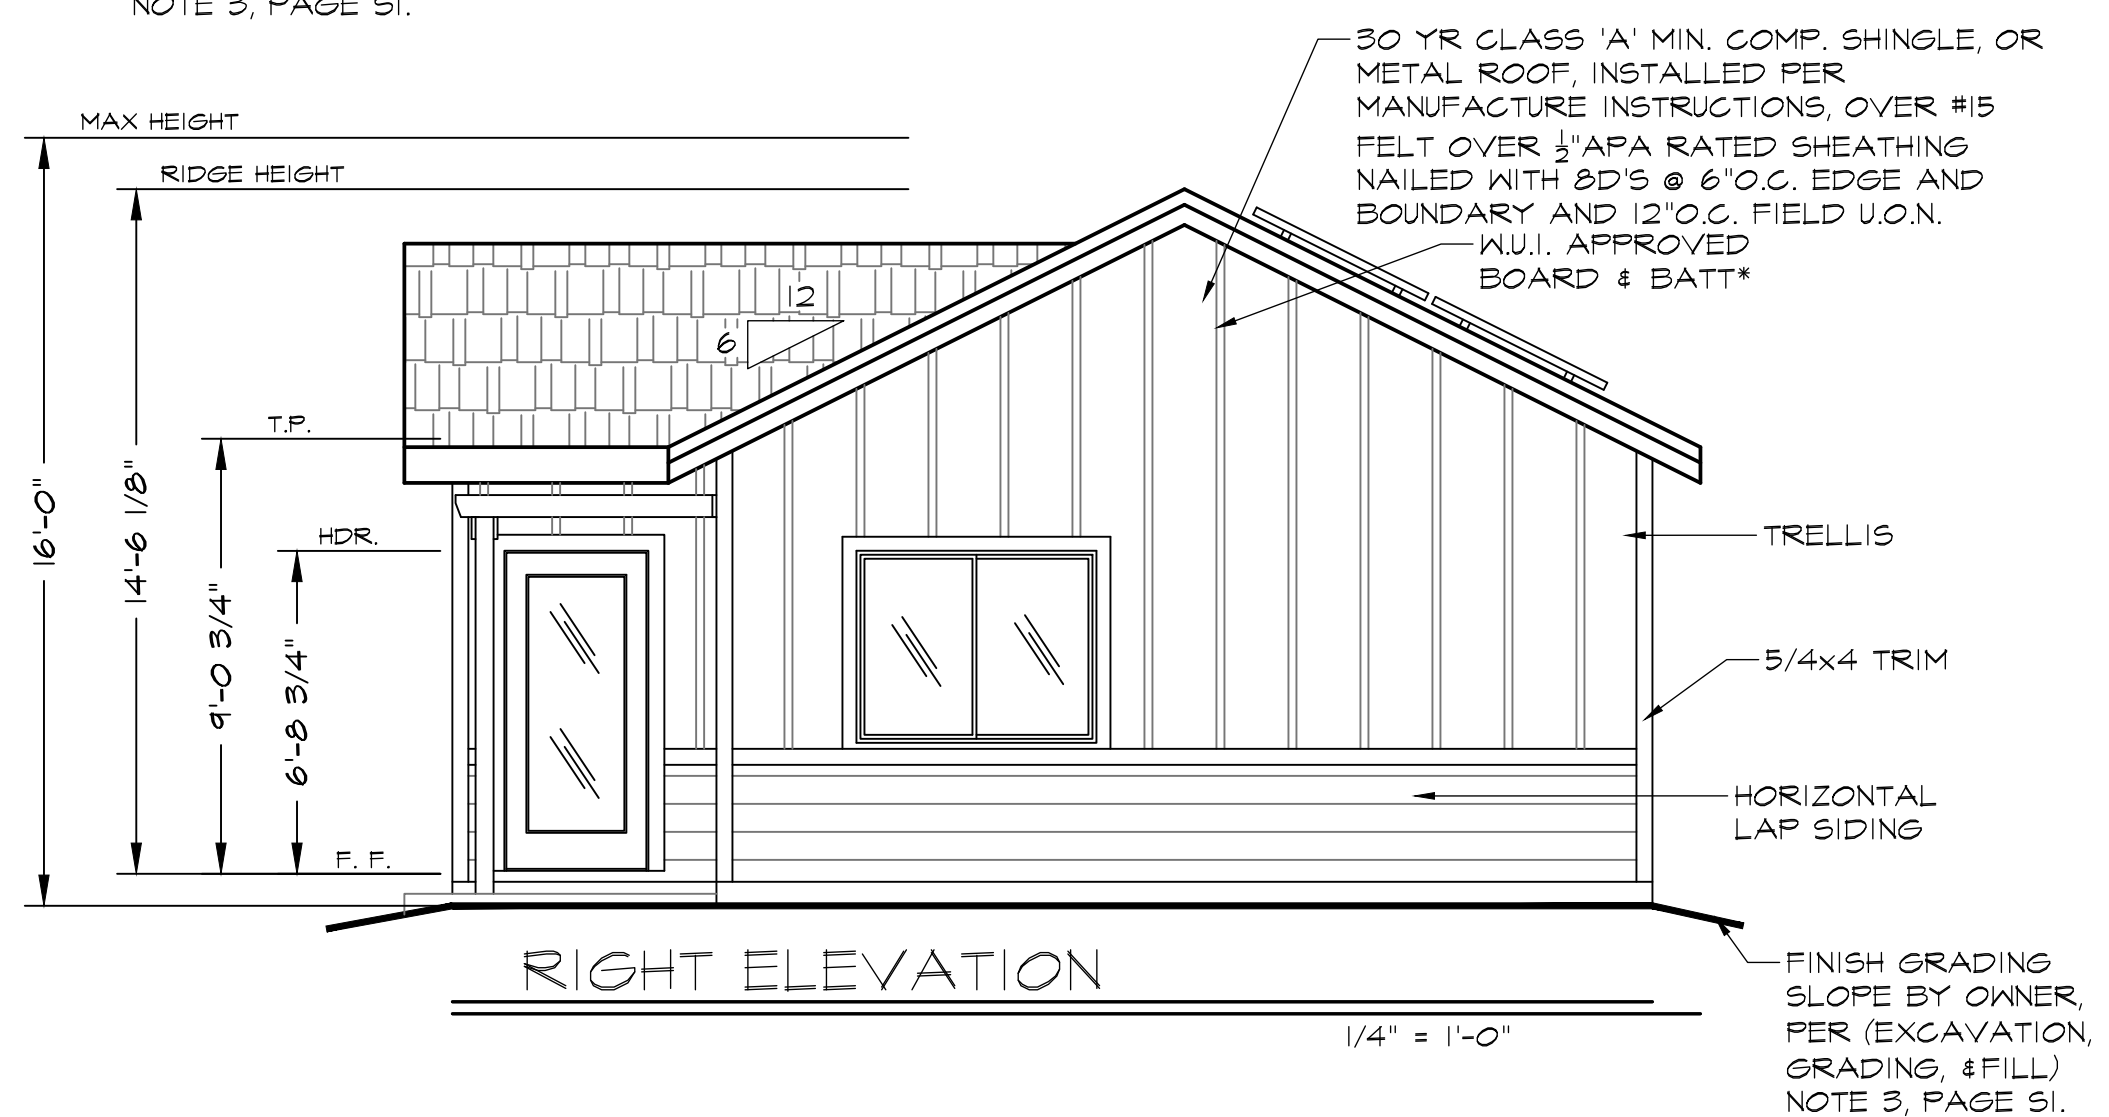 NOTE 3, PAGE S1.
30 YR CLASS 'A' MIN. COMP. SHINGLE, OR
METAL ROOF, INSTALLED PER
MANUFACTURE INSTRUCTIONS, OVER #15
FELT OVER ½"APA RATED SHEATHING
NAILED WITH 8D'S @ 6"O.C. EDGE AND
BOUNDARY AND 12"O.C. FIELD U.O.N.
W.U.I. APPROVED
BOARD & BATT*
MAX HEIGHT
RIDGE HEIGHT
12
6
T.P.
HDR.
F. F.
16'-0"
14'-6 1/8"
9'-0 3/4"
6'-8 3/4"
TRELLIS
5/4x4 TRIM
HORIZONTAL
LAP SIDING
RIGHT ELEVATION
1/4" = 1'-0"
FINISH GRADING
SLOPE BY OWNER,
PER (EXCAVATION,
GRADING, &FILL)
NOTE 3, PAGE S1.